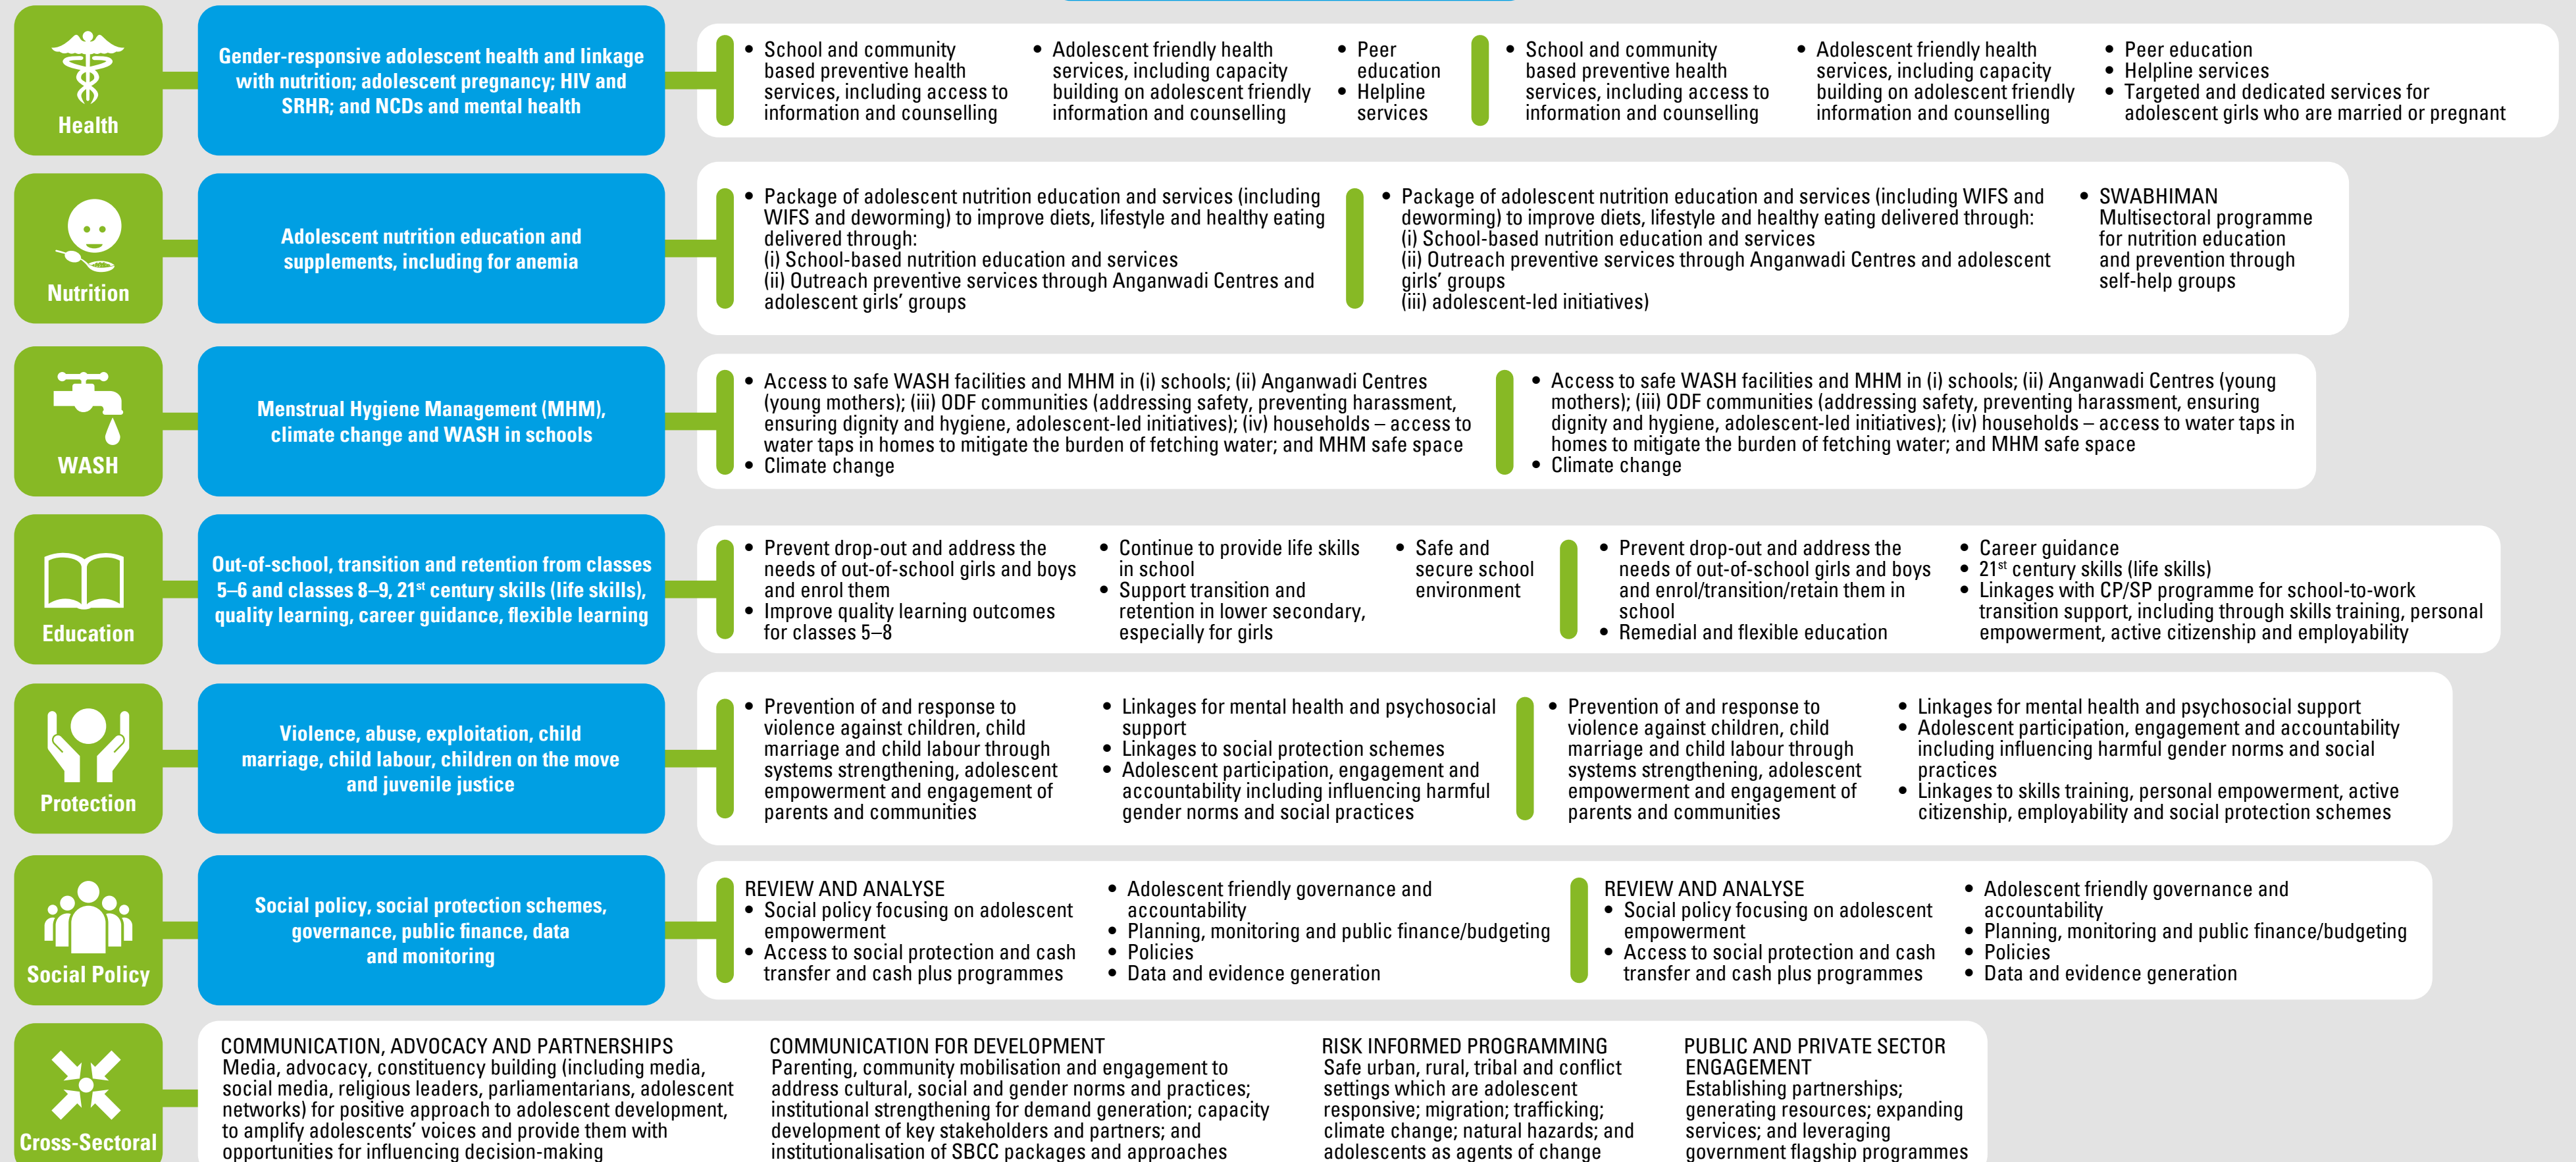 Health
Gender-responsive adolescent health and linkage
with nutrition; adolescent pregnancy; HIV and
SRHR; and NCDs and mental health
• School and community
based preventive health
services, including access to
information and counselling
• Adolescent friendly health
services, including capacity
building on adolescent friendly
information and counselling
• Peer
education
• Helpline
services
• School and community
based preventive health
services, including access to
information and counselling
• Adolescent friendly health
services, including capacity
building on adolescent friendly
information and counselling
• Peer education
• Helpline services
• Targeted and dedicated services for
adolescent girls who are married or pregnant
Nutrition
Adolescent nutrition education and
supplements, including for anemia
• Package of adolescent nutrition education and services (including
WIFS and deworming) to improve diets, lifestyle and healthy eating
delivered through:
(i) School-based nutrition education and services
(ii) Outreach preventive services through Anganwadi Centres and
adolescent girls’ groups
• Package of adolescent nutrition education and services (including WIFS and
deworming) to improve diets, lifestyle and healthy eating delivered through:
(i) School-based nutrition education and services
(ii) Outreach preventive services through Anganwadi Centres and adolescent
girls’ groups
(iii) adolescent-led initiatives)
• SWABHIMAN
Multisectoral programme
for nutrition education
and prevention through
self-help groups
WASH
Menstrual Hygiene Management (MHM),
climate change and WASH in schools
• Access to safe WASH facilities and MHM in (i) schools; (ii) Anganwadi Centres
(young mothers); (iii) ODF communities (addressing safety, preventing harassment,
ensuring dignity and hygiene, adolescent-led initiatives); (iv) households – access to
water taps in homes to mitigate the burden of fetching water; and MHM safe space
• Climate change
• Access to safe WASH facilities and MHM in (i) schools; (ii) Anganwadi Centres (young
mothers); (iii) ODF communities (addressing safety, preventing harassment, ensuring
dignity and hygiene, adolescent-led initiatives); (iv) households – access to water taps in
homes to mitigate the burden of fetching water; and MHM safe space
• Climate change
Education
Out-of-school, transition and retention from classes
5–6 and classes 8–9, 21st century skills (life skills),
quality learning, career guidance, flexible learning
• Prevent drop-out and address the
needs of out-of-school girls and boys
and enrol them
• Improve quality learning outcomes
for classes 5–8
• Continue to provide life skills
in school
• Support transition and
retention in lower secondary,
especially for girls
• Safe and
secure school
environment
• Prevent drop-out and address the
needs of out-of-school girls and boys
and enrol/transition/retain them in
school
• Remedial and flexible education
• Career guidance
• 21st century skills (life skills)
• Linkages with CP/SP programme for school-to-work
transition support, including through skills training, personal
empowerment, active citizenship and employability
Protection
Violence, abuse, exploitation, child
marriage, child labour, children on the move
and juvenile justice
• Prevention of and response to
violence against children, child
marriage and child labour through
systems strengthening, adolescent
empowerment and engagement of
parents and communities
• Linkages for mental health and psychosocial
support
• Linkages to social protection schemes
• Adolescent participation, engagement and
accountability including influencing harmful
gender norms and social practices
• Prevention of and response to
violence against children, child
marriage and child labour through
systems strengthening, adolescent
empowerment and engagement of
parents and communities
• Linkages for mental health and psychosocial support
• Adolescent participation, engagement and accountability
including influencing harmful gender norms and social
practices
• Linkages to skills training, personal empowerment, active
citizenship, employability and social protection schemes
Social Policy
Social policy, social protection schemes,
governance, public finance, data
and monitoring
REVIEW AND ANALYSE
• Social policy focusing on adolescent
empowerment
• Access to social protection and cash
transfer and cash plus programmes
• Adolescent friendly governance and
accountability
• Planning, monitoring and public finance/budgeting
• Policies
• Data and evidence generation
REVIEW AND ANALYSE
• Social policy focusing on adolescent
empowerment
• Access to social protection and cash
transfer and cash plus programmes
• Adolescent friendly governance and
accountability
• Planning, monitoring and public finance/budgeting
• Policies
• Data and evidence generation
Cross-Sectoral
COMMUNICATION, ADVOCACY AND PARTNERSHIPS
Media, advocacy, constituency building (including media,
social media, religious leaders, parliamentarians, adolescent
networks) for positive approach to adolescent development,
to amplify adolescents’ voices and provide them with
opportunities for influencing decision-making
COMMUNICATION FOR DEVELOPMENT
Parenting, community mobilisation and engagement to
address cultural, social and gender norms and practices;
institutional strengthening for demand generation; capacity
development of key stakeholders and partners; and
institutionalisation of SBCC packages and approaches
RISK INFORMED PROGRAMMING
Safe urban, rural, tribal and conflict
settings which are adolescent
responsive; migration; trafficking;
climate change; natural hazards; and
adolescents as agents of change
PUBLIC AND PRIVATE SECTOR
ENGAGEMENT
Establishing partnerships;
generating resources; expanding
services; and leveraging
government flagship programmes